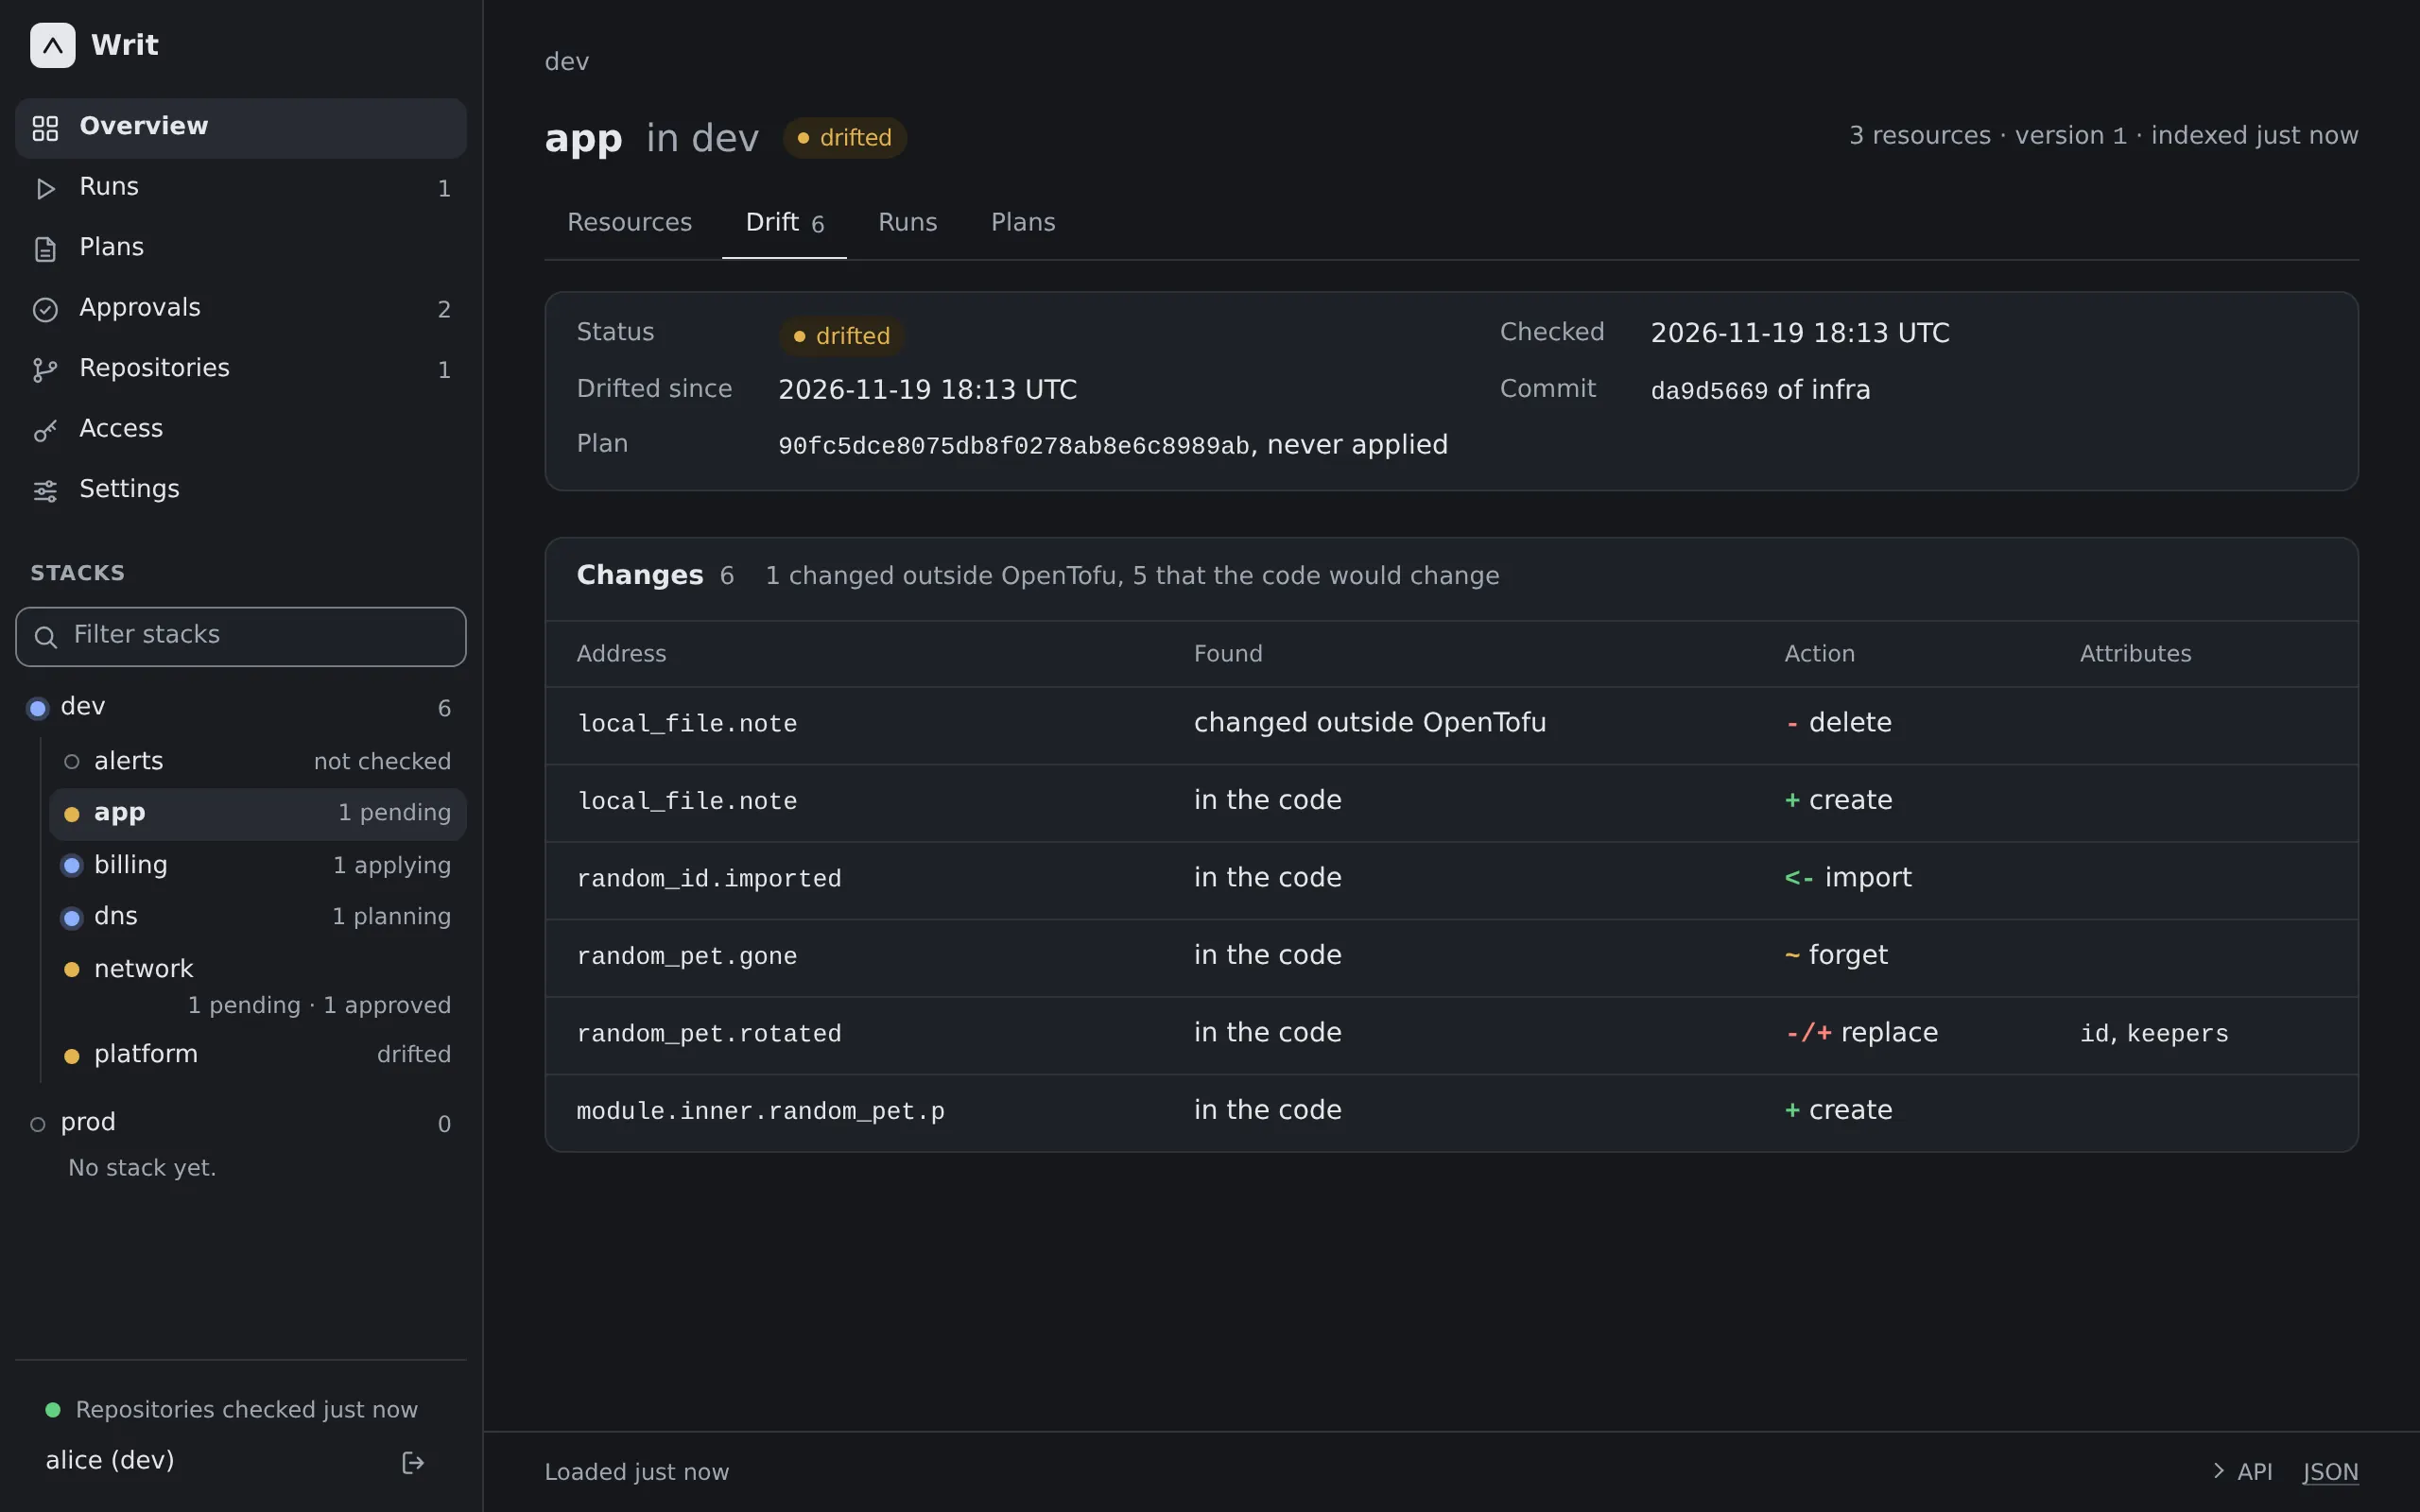 Writ
Overview
Runs 1
Plans
Approvals 2
Repositories 1
Access
Settings
STACKS
Filter stacks
dev 6
alerts not checked
app 1 pending
billing 1 applying
dns 1 planning
network
1 pending · 1 approved
platform drifted
prod 0
No stack yet.
Repositories checked just now
alice (dev)
dev
app in dev drifted 3 resources · version 1 · indexed just now
Resources Drift 6 Runs Plans
Status drifted Checked 2026-11-19 18:13 UTC
Drifted since 2026-11-19 18:13 UTC Commit da9d5669 of infra
Plan 90fc5dce8075db8f0278ab8e6c8989ab, never applied
Changes 6 1 changed outside OpenTofu, 5 that the code would change
Address Found Action Attributes
local_file.note changed outside OpenTofu - delete
local_file.note in the code + create
random_id.imported in the code <- import
random_pet.gone in the code ~ forget
random_pet.rotated in the code -/+ replace id, keepers
module.inner.random_pet.p in the code + create
Loaded just now API JSON